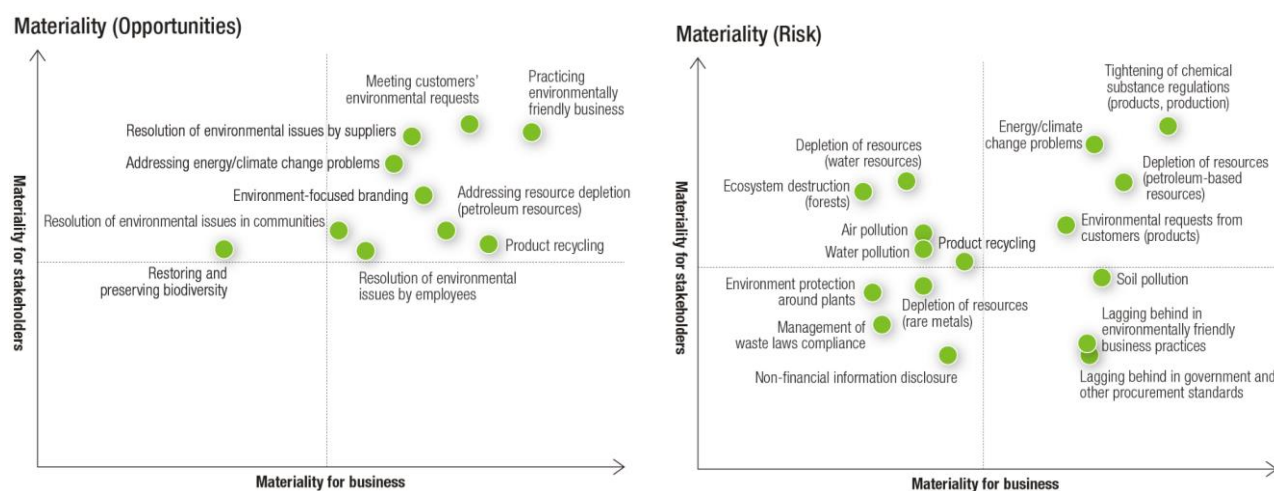 Materiality (Opportunities)
Meeting customers'
environmental requests
Practicing
environmentally
friendly business
Resolution of environmental issues by suppliers
Addressing energy/climate change problems
Environment-focused branding
Addressing resource depletion
(petroleum resources)
Resolution of environmental issues in communities
Product recycling
Restoring and
preserving biodiversity
Resolution of environmental
issues by employees
Materiality for stakeholders
Materiality for business
Materiality (Risk)
Tightening of chemical
substance regulations
(products, production)
Energy/climate
change problems
Depletion of resources
(water resources)
Depletion of resources
(petroleum-based
resources)
Ecosystem destruction
(forests)
Environmental requests from
customers (products)
Air pollution
Water pollution
Product recycling
Soil pollution
Environment protection
around plants
Depletion of resources
(rare metals)
Management of
waste laws compliance
Lagging behind in
environmentally friendly
business practices
Non-financial information disclosure
Lagging behind in government and
other procurement standards
Materiality for stakeholders
Materiality for business